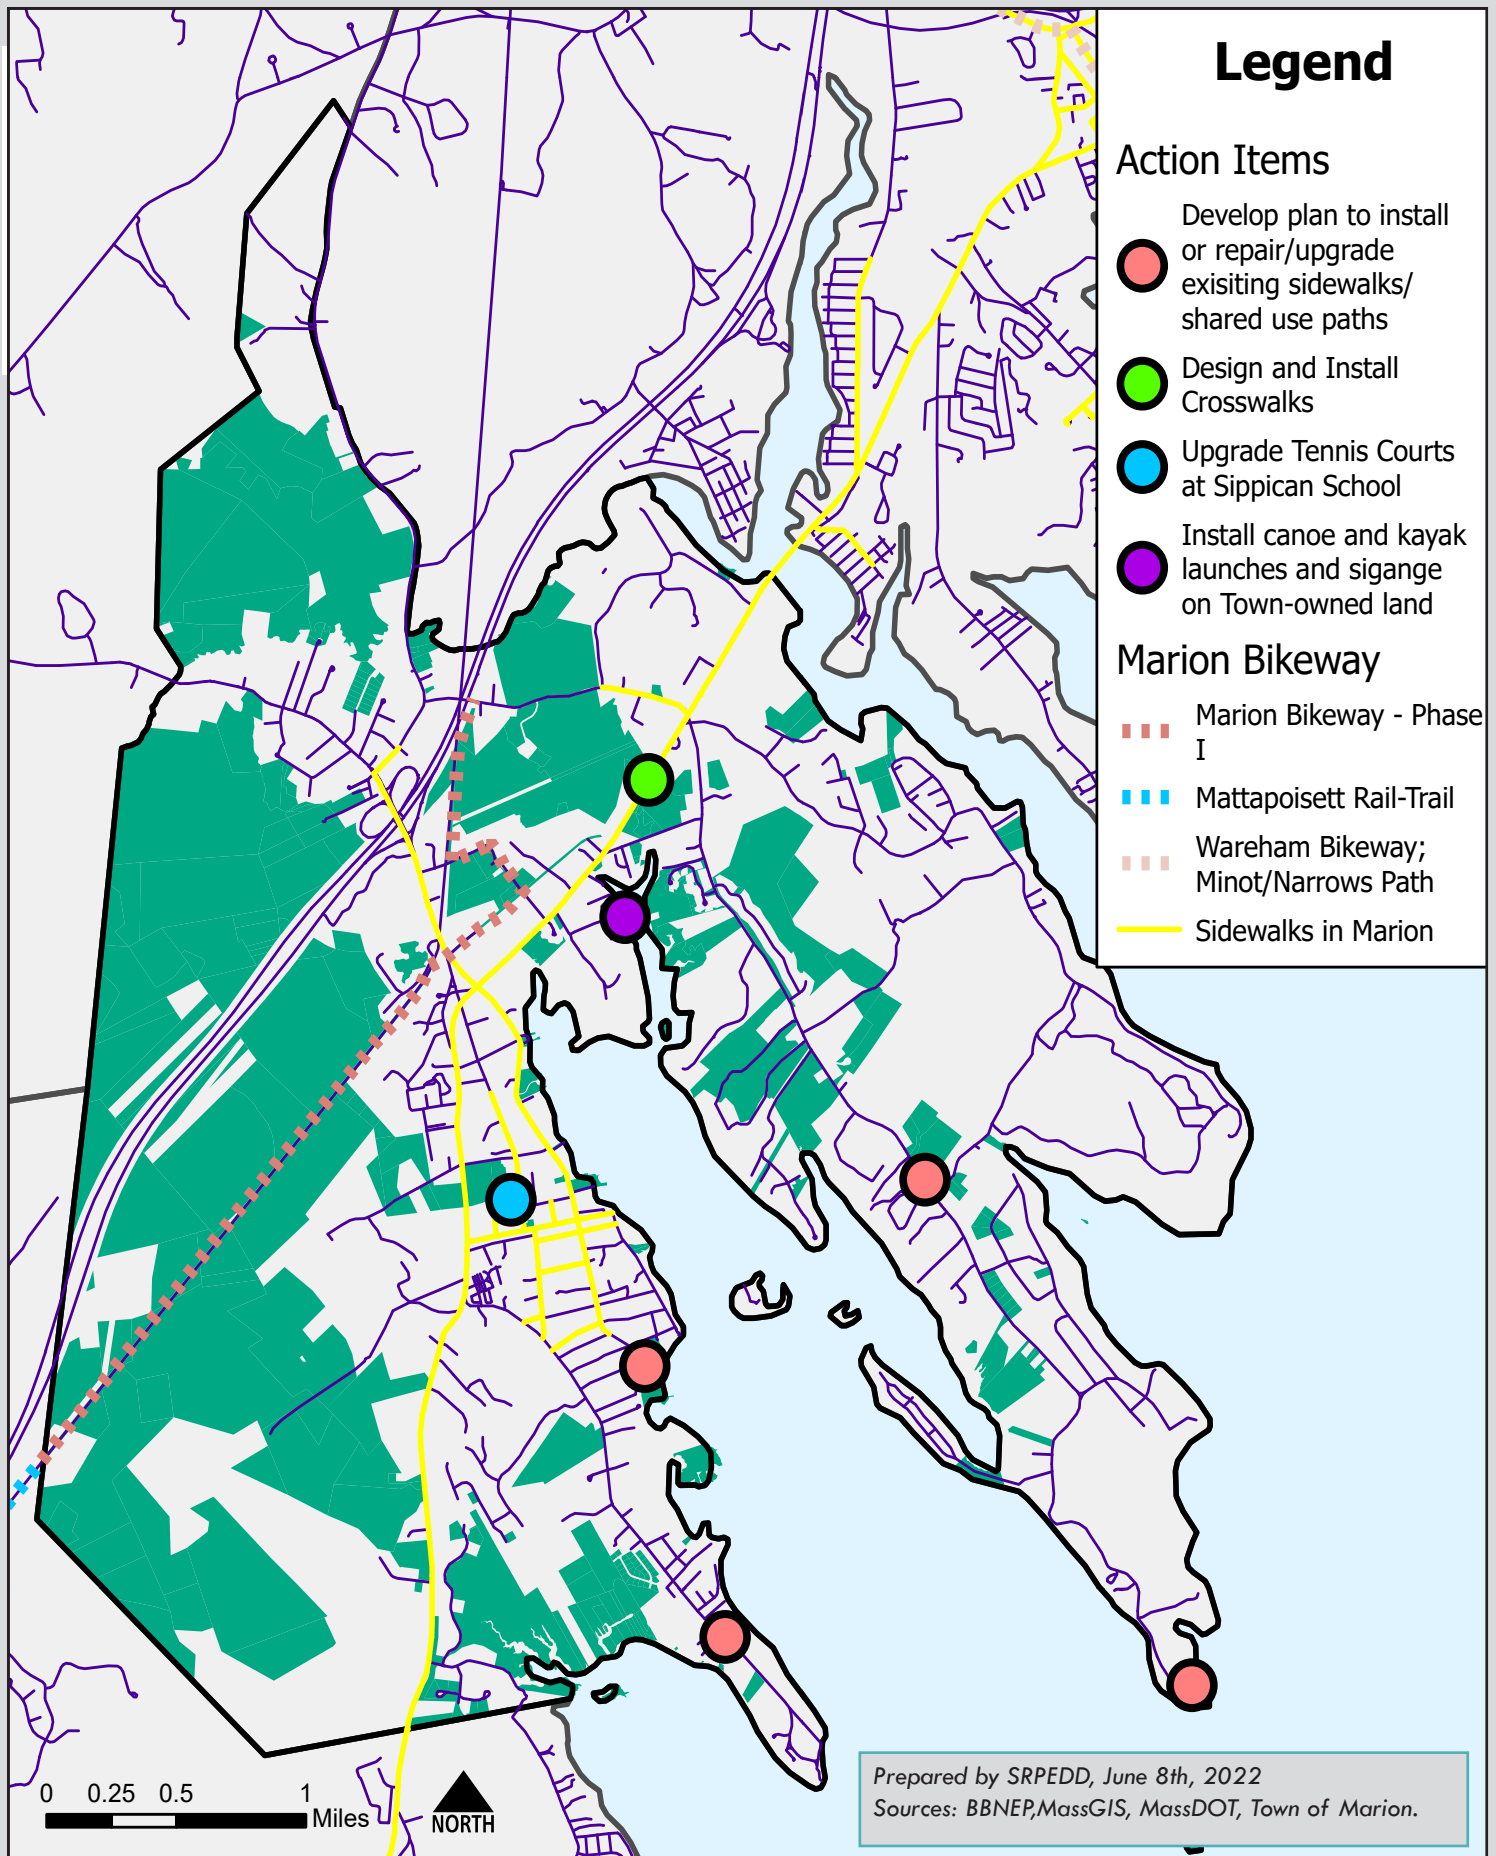 Legend
Action Items
Develop plan to install
or repair/upgrade
exisiting sidewalks/
shared use paths
Design and Install
Crosswalks
Upgrade Tennis Courts
at Sippican School
Install canoe and kayak
launches and sigange
on Town-owned land
Marion Bikeway
Marion Bikeway - Phase
I
Mattapoisett Rail-Trail
Wareham Bikeway;
Minot/Narrows Path
Sidewalks in Marion
Prepared by SRPEDD, June 8th, 2022
Sources: BBNEP,MassGIS, MassDOT, Town of Marion.
0 0.25 0.5 1
Miles
NORTH